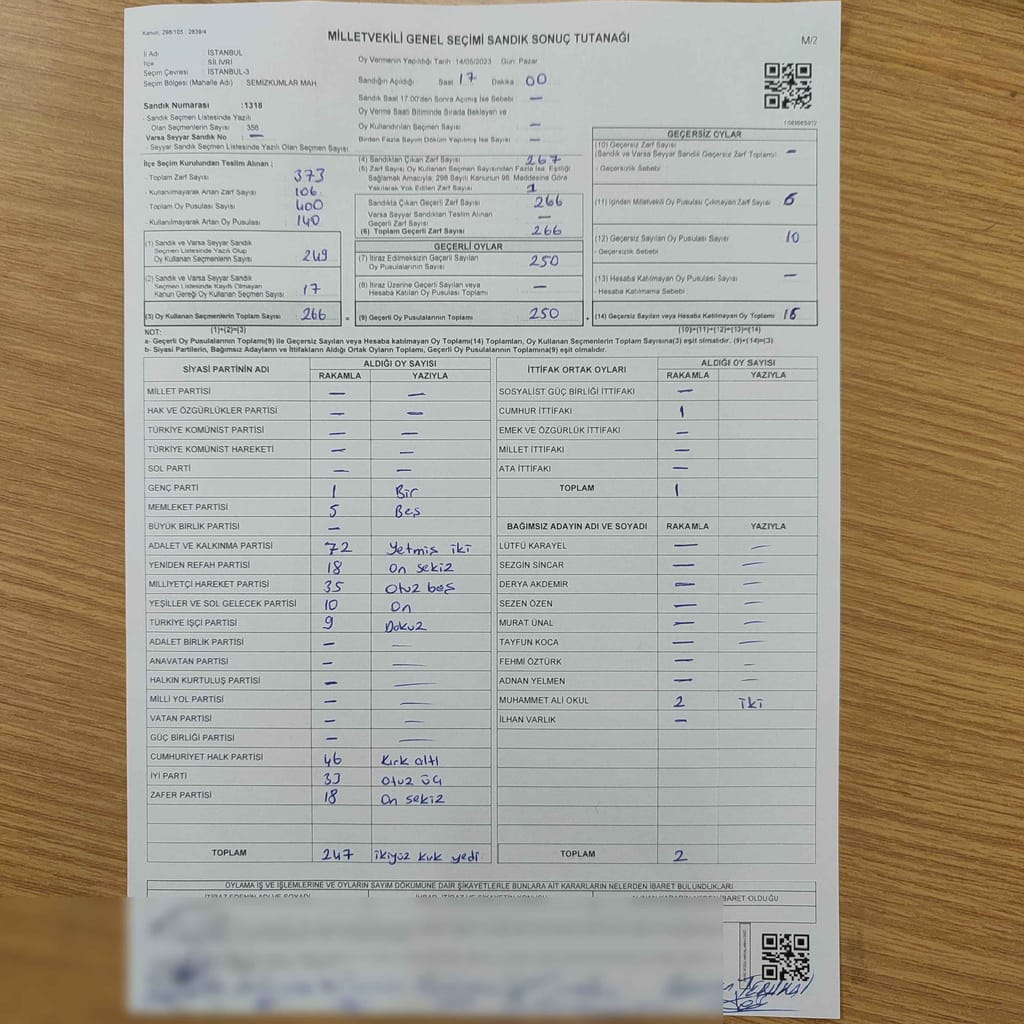 Kanun; 298/105 , 2839/4
MİLLETVEKİLİ GENEL SEÇİMİ SANDIK SONUÇ TUTANAĞI
M/2
İl Adı : İSTANBUL
İlçe : SİLİVRİ
Seçim Çevresi : İSTANBUL-3
Seçim Bölgesi (Mahalle Adı) : SEMİZKUMLAR MAH
Sandık Numarası :1318
- Sandık Seçmen Listesinde Yazılı
Olan Seçmenlerin Sayısı : 358
Varsa Seyyar Sandık No : —
- Seyyar Sandık Seçmen Listesinde Yazılı Olan Seçmen Sayısı
Oy Vermenin Yapıldığı Tarih :14/05/2023 Gün: Pazar
Sandığın Açıldığı Saat 17 Dakika : 00
Sandık Saat 17:00'den Sonra Açılmış İse Sebebi : —
Oy Verme Saati Bitiminde Sırada Bekleyen ve
Oy Kullandırılan Seçmen Sayısı : —
Birden Fazla Sayım Döküm Yapılmış İse Sayısı : —
İlçe Seçim Kurulundan Teslim Alınan ;
- Toplam Zarf Sayısı : 373
- Kullanılmayarak Artan Zarf Sayısı : 106
- Toplam Oy Pusulası Sayısı : 400
- Kullanılmayarak Artan Oy Pusulası : 140
(4) Sandıktan Çıkan Zarf Sayısı : 267
(5) Zarf Sayısı Oy Kullanan Seçmen Sayısından Fazla İse, Eşitliği
Sağlamak Amacıyla, 298 Sayılı Kanunun 98. Maddesine Göre
Yakılarak Yok Edilen Zarf Sayısı : 1
Sandıkta Çıkan Geçerli Zarf Sayısı : 266
Varsa Seyyar Sandıktan Teslim Alınan
Geçerli Zarf Sayısı : —
(6) Toplam Geçerli Zarf Sayısı : 266
(1) Sandık ve Varsa Seyyar Sandık
Seçmen Listesinde Yazılı Olup
Oy Kullanan Seçmenlerin Sayısı : 249
(2) Sandık ve Varsa Seyyar Sandık
Seçmen Listesinde Kayıtlı Olmayan
Kanun Gereği Oy Kullanan Seçmen Sayısı : 17
(3) Oy Kullanan Seçmenlerin Toplam Sayısı : 266
GEÇERLİ OYLAR
(7) İtiraz Edilmeksizin Geçerli Sayılan
Oy Pusulalarının Sayısı : 250
(8) İtiraz Üzerine Geçerli Sayılan veya
Hesaba Katılan Oy Pusulası Toplamı : —
= (9) Geçerli Oy Pusulalarının Toplamı : 250
GEÇERSİZ OYLAR
(10) Geçersiz Zarf Sayısı
(Sandık ve Varsa Seyyar Sandık Geçersiz Zarf Toplamı) : —
- Geçersizlik Sebebi :
(11) İçinden Milletvekili Oy Pusulası Çıkmayan Zarf Sayısı : 6
(12) Geçersiz Sayılan Oy Pusulası Sayısı : 10
- Geçersizlik Sebebi :
(13) Hesaba Katılmayan Oy Pusulası Sayısı : —
- Hesaba Katılmama Sebebi :
+ (14) Geçersiz Sayılan veya Hesaba Katılmayan Oy Toplamı : 16
NOT: (1)+(2)=(3) (10)+(11)+(12)+(13)=(14)
a- Geçerli Oy Pusulalarının Toplamı(9) ile Geçersiz Sayılan veya Hesaba katılmayan Oy Toplamı(14) Toplamları, Oy Kullanan Seçmenlerin Toplam Sayısına(3) eşit olmalıdır. (9)+(14)=(3)
b- Siyasi Partilerin, Bağımsız Adayların ve İttifakların Aldığı Ortak Oyların Toplamı, Geçerli Oy Pusulalarının Toplamına(9) eşit olmalıdır.
SİYASİ PARTİNİN ADI ALDIĞI OY SAYISI
RAKAMLA YAZIYLA
MİLLET PARTİSİ — —
HAK VE ÖZGÜRLÜKLER PARTİSİ — —
TÜRKİYE KOMÜNİST PARTİSİ — —
TÜRKİYE KOMÜNİST HAREKETİ — —
SOL PARTİ — —
GENÇ PARTİ 1 Bir
MEMLEKET PARTİSİ 5 Beş
BÜYÜK BİRLİK PARTİSİ —
ADALET VE KALKINMA PARTİSİ 72 Yetmiş iki
YENİDEN REFAH PARTİSİ 18 On sekiz
MİLLİYETÇİ HAREKET PARTİSİ 35 Otuz beş
YEŞİLLER VE SOL GELECEK PARTİSİ 10 On
TÜRKİYE İŞÇİ PARTİSİ 9 Dokuz
ADALET BİRLİK PARTİSİ — —
ANAVATAN PARTİSİ — —
HALKIN KURTULUŞ PARTİSİ — —
MİLLİ YOL PARTİSİ — —
VATAN PARTİSİ — —
GÜÇ BİRLİĞİ PARTİSİ — —
CUMHURİYET HALK PARTİSİ 46 Kırk altı
İYİ PARTİ 33 Otuz üç
ZAFER PARTİSİ 18 On sekiz
TOPLAM 247 ikiyüz kırk yedi
İTTİFAK ORTAK OYLARI ALDIĞI OY SAYISI
RAKAMLA YAZIYLA
SOSYALİST GÜÇ BİRLİĞİ İTTİFAKI —
CUMHUR İTTİFAKI 1
EMEK VE ÖZGÜRLÜK İTTİFAKI —
MİLLET İTTİFAKI —
ATA İTTİFAKI —
TOPLAM 1
BAĞIMSIZ ADAYIN ADI VE SOYADI RAKAMLA YAZIYLA
LÜTFÜ KARAYEL — —
SEZGİN SİNCAR — —
DERYA AKDEMİR — —
SEZEN ÖZEN — —
MURAT ÜNAL — —
TAYFUN KOCA — —
FEHMİ ÖZTÜRK — —
ADNAN YELMEN — —
MUHAMMET ALİ OKUL 2 iki
İLHAN VARLIK —
TOPLAM 2
OYLAMA İŞ VE İŞLEMLERİNE VE OYLARIN SAYIM DÖKÜMÜNE DAİR ŞİKAYETLERLE BUNLARA AİT KARARLARIN NELERDEN İBARET BULUNDUKLARI